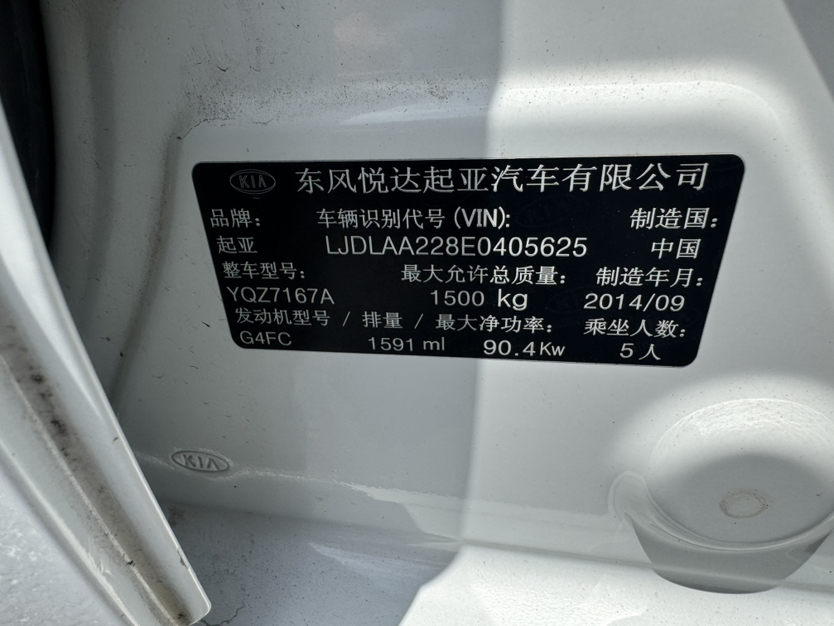 KIA 东风悦达起亚汽车有限公司
品牌: 车辆识别代号(VIN): 制造国:
起亚 LJDLAA228E0405625 中国
整车型号: 最大允许总质量: 制造年月:
YQZ7167A 1500 kg 2014/09
发动机型号 / 排量 / 最大净功率: 乘坐人数:
G4FC 1591 ml 90.4Kw 5人
KIA